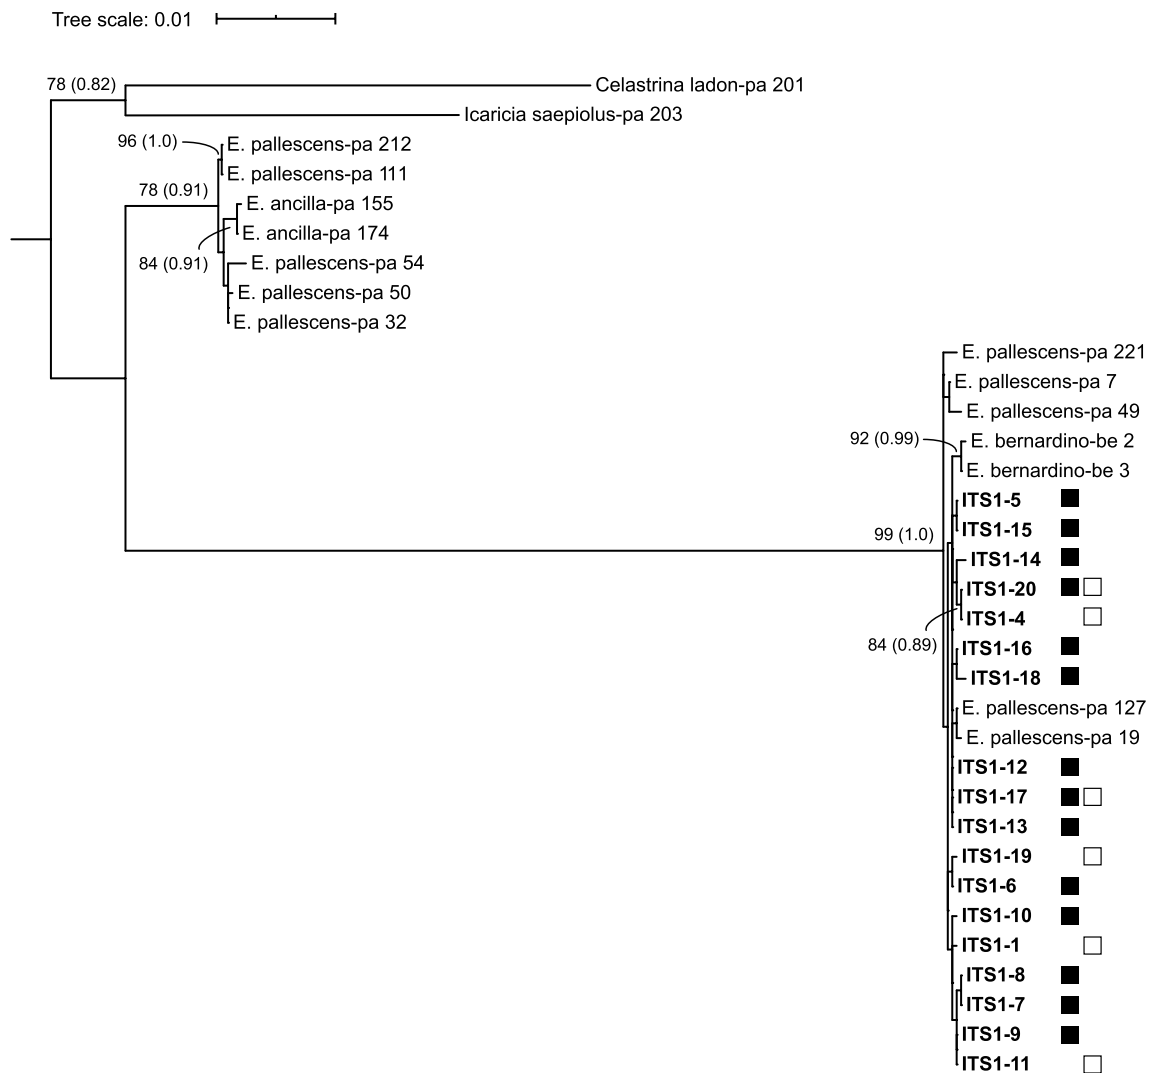 Tree scale: 0.01
78 (0.82)
Celastrina ladon-pa 201
Icaricia saepiolus-pa 203
96 (1.0)
E. pallescens-pa 212
E. pallescens-pa 111
78 (0.91)
E. ancilla-pa 155
E. ancilla-pa 174
84 (0.91)
E. pallescens-pa 54
E. pallescens-pa 50
E. pallescens-pa 32
E. pallescens-pa 221
E. pallescens-pa 7
E. pallescens-pa 49
92 (0.99)
E. bernardino-be 2
E. bernardino-be 3
ITS1-5
ITS1-15
99 (1.0)
ITS1-14
ITS1-20
ITS1-4
84 (0.89)
ITS1-16
ITS1-18
E. pallescens-pa 127
E. pallescens-pa 19
ITS1-12
ITS1-17
ITS1-13
ITS1-19
ITS1-6
ITS1-10
ITS1-1
ITS1-8
ITS1-7
ITS1-9
ITS1-11